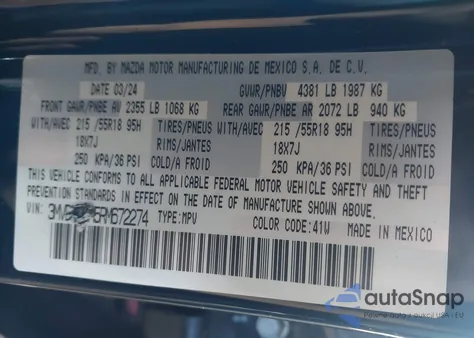 MFD. BY MAZDA MOTOR MANUFACTURING DE MEXICO S.A. DE C.V.
DATE 03/24 GVWR/PNBV 4381 LB 1987 KG
FRONT GAWR/PNBE AV 2355 LB 1068 KG REAR GAWR/PNBE AR 2072 LB 940 KG
WITH/AVEC 215 /55R18 95H TIRES/PNEUS WITH/AVEC 215 /55R18 95H TIRES/PNEUS
18X7J RIMS/JANTES 18X7J RIMS/JANTES
250 KPA/36 PSI COLD/A FROID 250 KPA/36 PSI COLD/A FROID
THIS VEHICLE CONFORMS TO ALL APPLICABLE FEDERAL MOTOR VEHICLE SAFETY AND THEFT
PREVENTION STANDARDS IN EFFECT ON THE DATE OF MANUFACTURE SHOWN ABOVE.
VIN: TYPE: MPV COLOR CODE: 41W MADE IN MEXICO
autoSnap